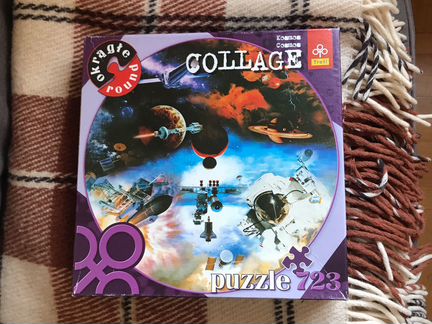 okrągłe
round
Kosmos
Cosmos
COLLAGE
Trefl
puzzle 723